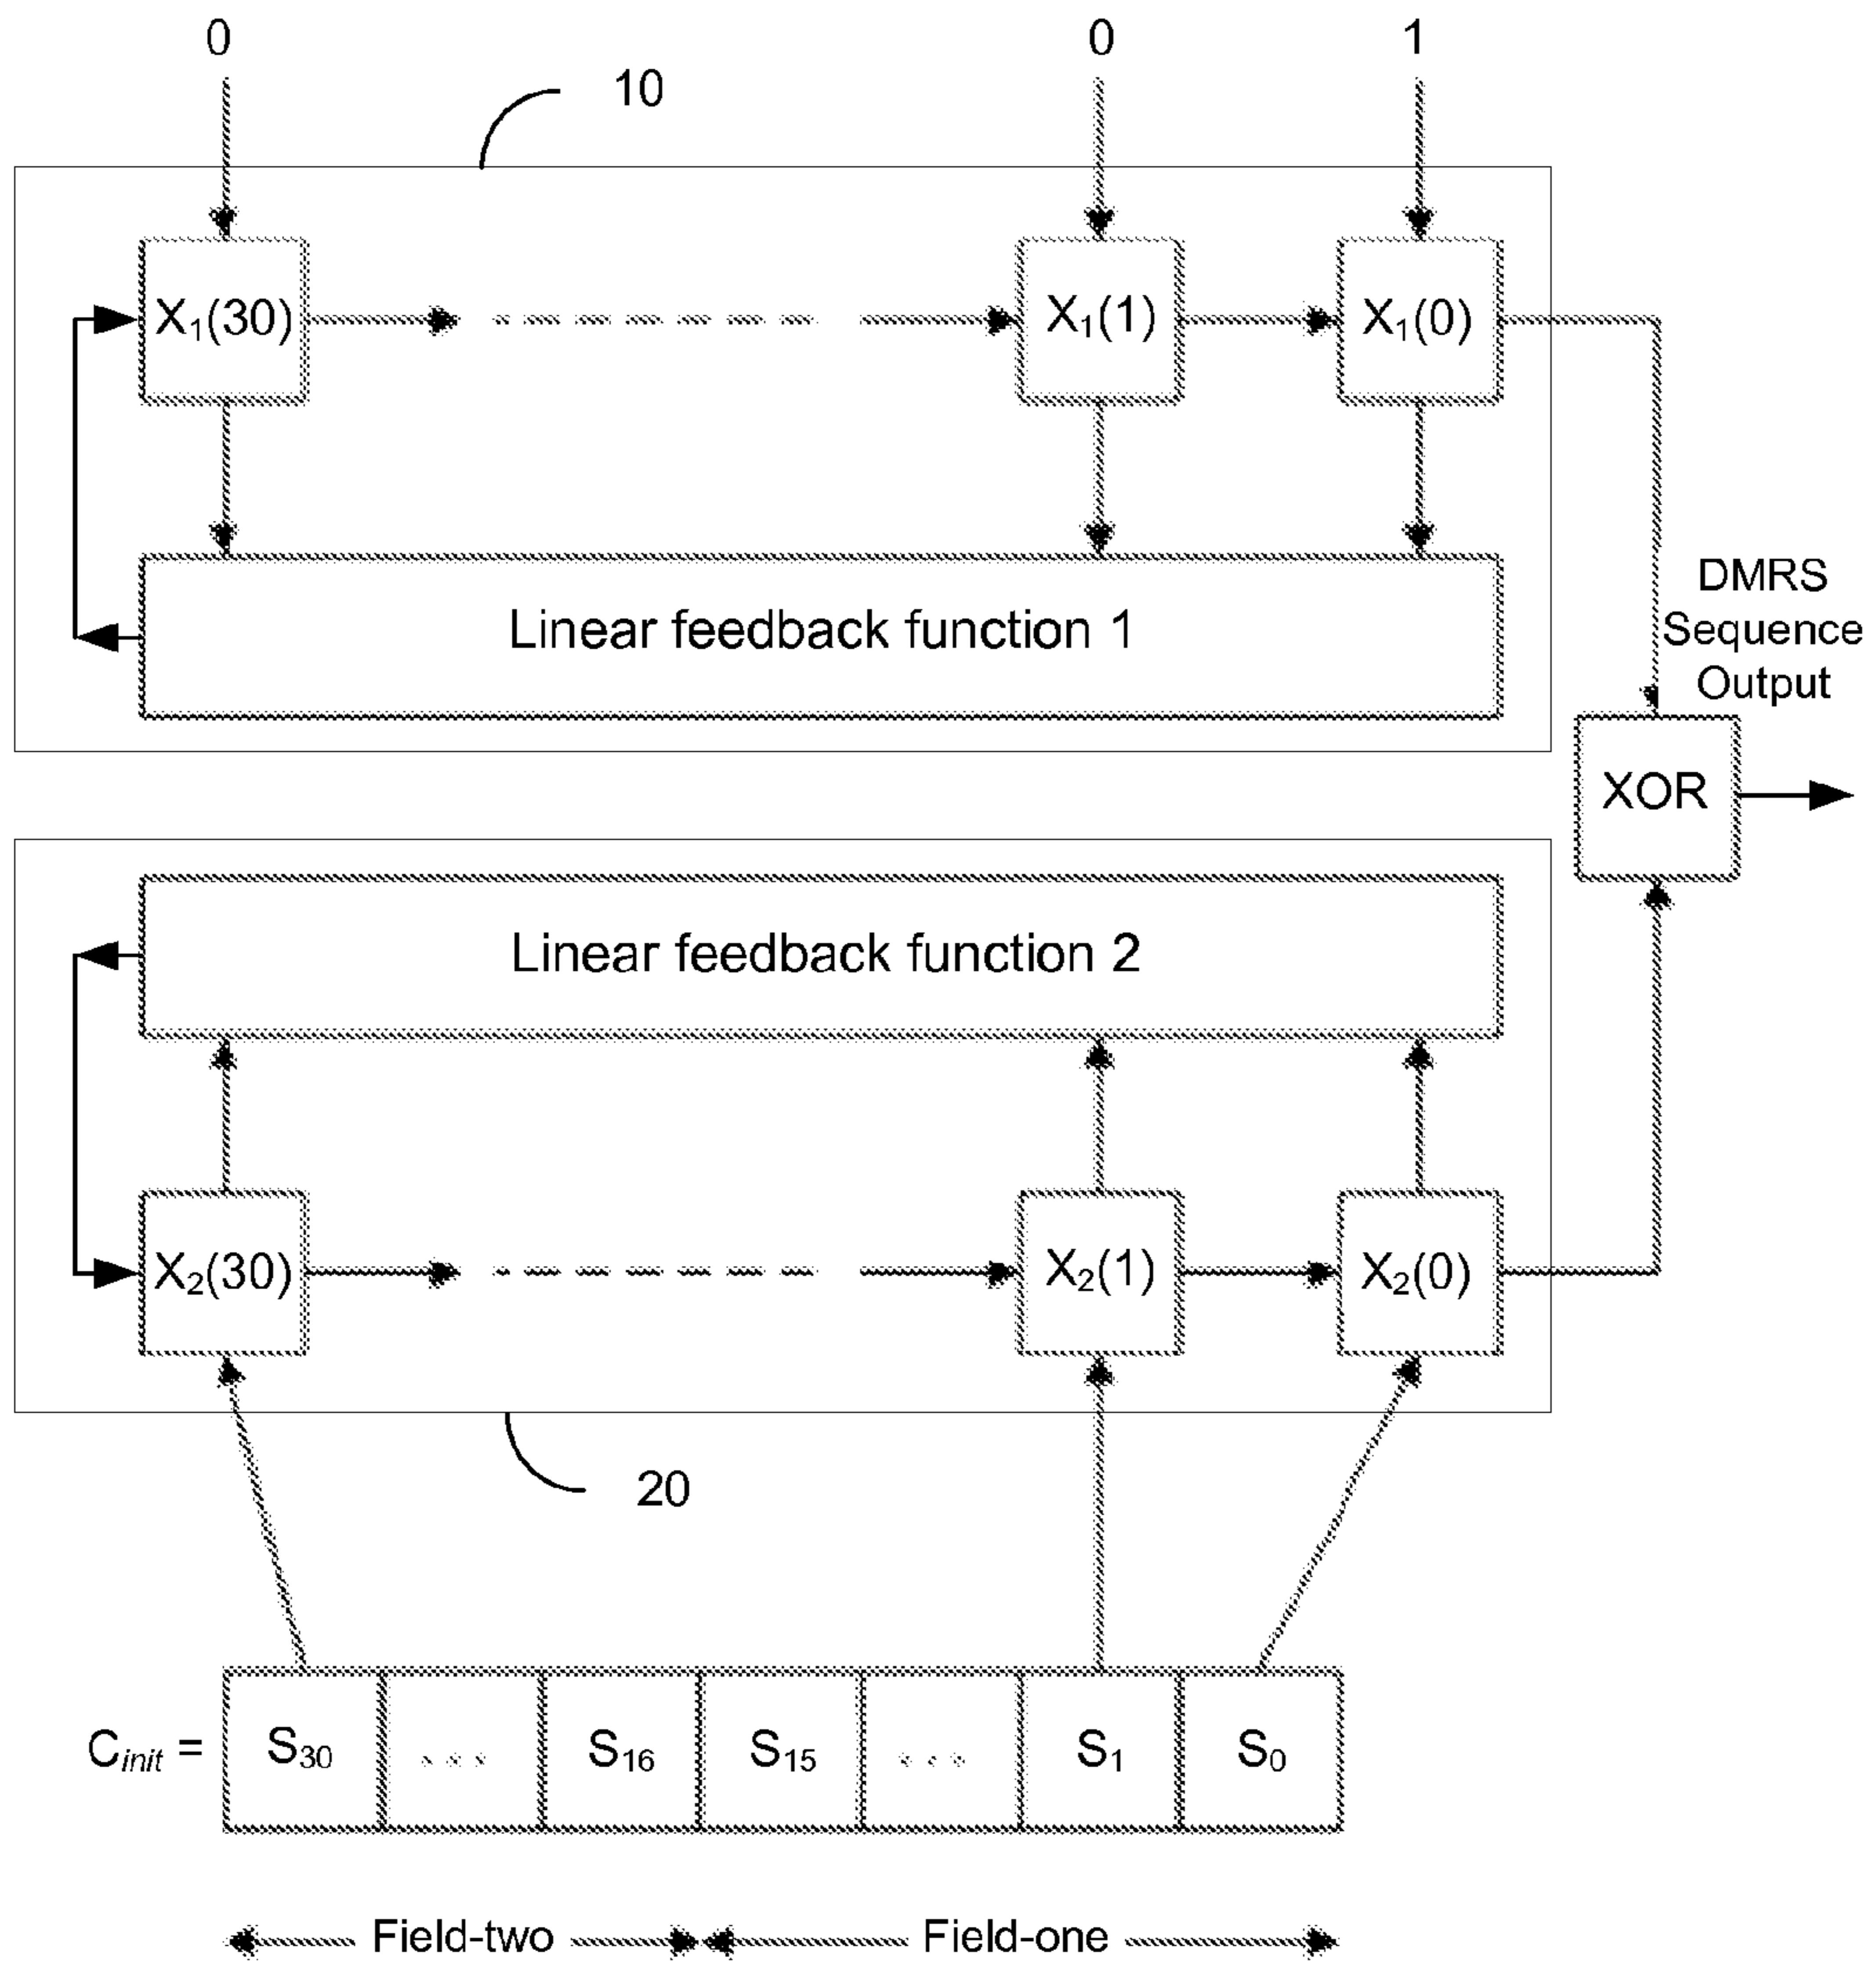 0 0 1
10
X₁(30) X₁(1) X₁(0)
Linear feedback function 1
DMRS
Sequence
Output
XOR
Linear feedback function 2
X₂(30) X₂(1) X₂(0)
20
C_init = S₃₀ ... S₁₆ S₁₅ ... S₁ S₀
Field-two Field-one